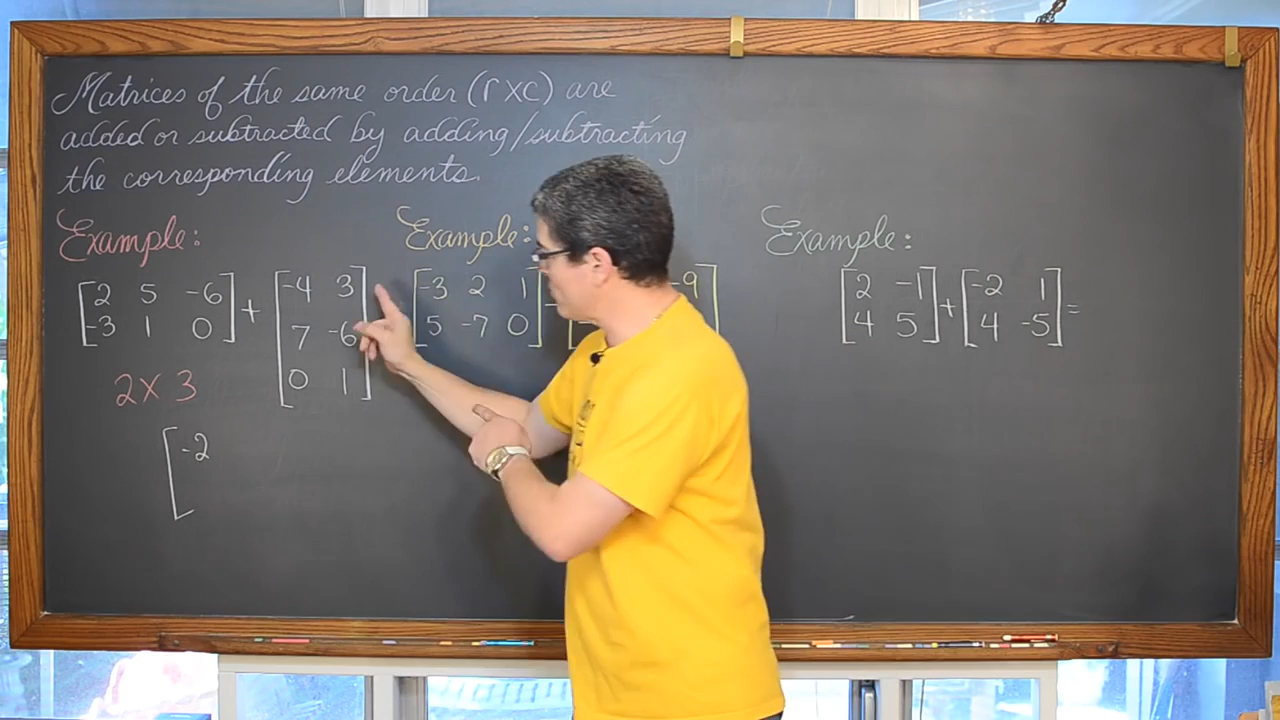 Matrices of the same order (r x c) are
added or subtracted by adding/subtracting
the corresponding elements.
Example:
[2 5 -6] + [-4 3]
[-3 1 0] [7 -6]
[0 1]
2 x 3
[-2
Example:
[-3 2 1]
[5 -7 0]
-9]
Example:
[2 -1] + [-2 1] =
[4 5] [4 -5]